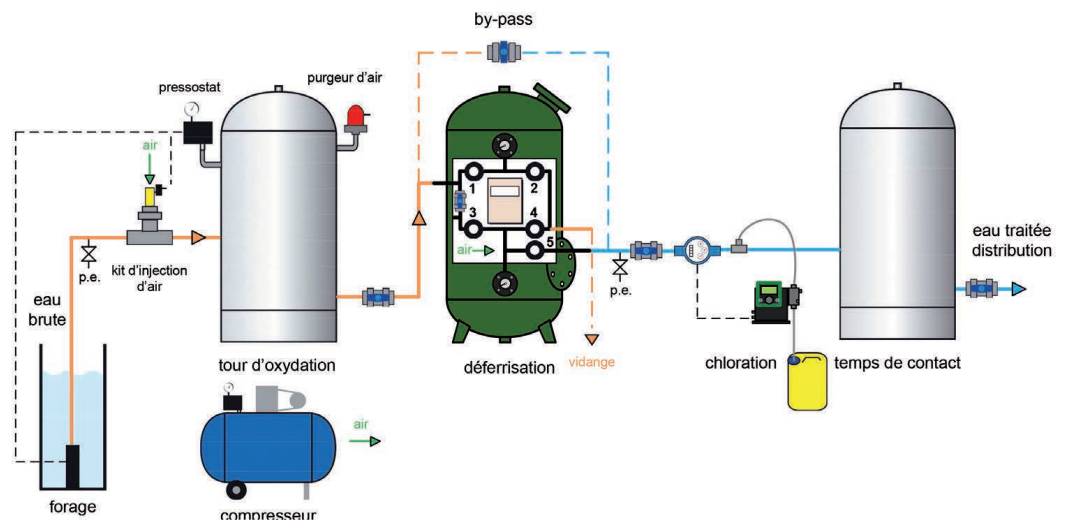 by-pass
pressostat
purgeur d'air
air
1
2
3
4
5
air
p.e.
kit d'injection
d'air
eau
brute
p.e.
eau traitée
distribution
tour d'oxydation
déferrisation
vidange
chloration
temps de contact
air
forage
compresseur